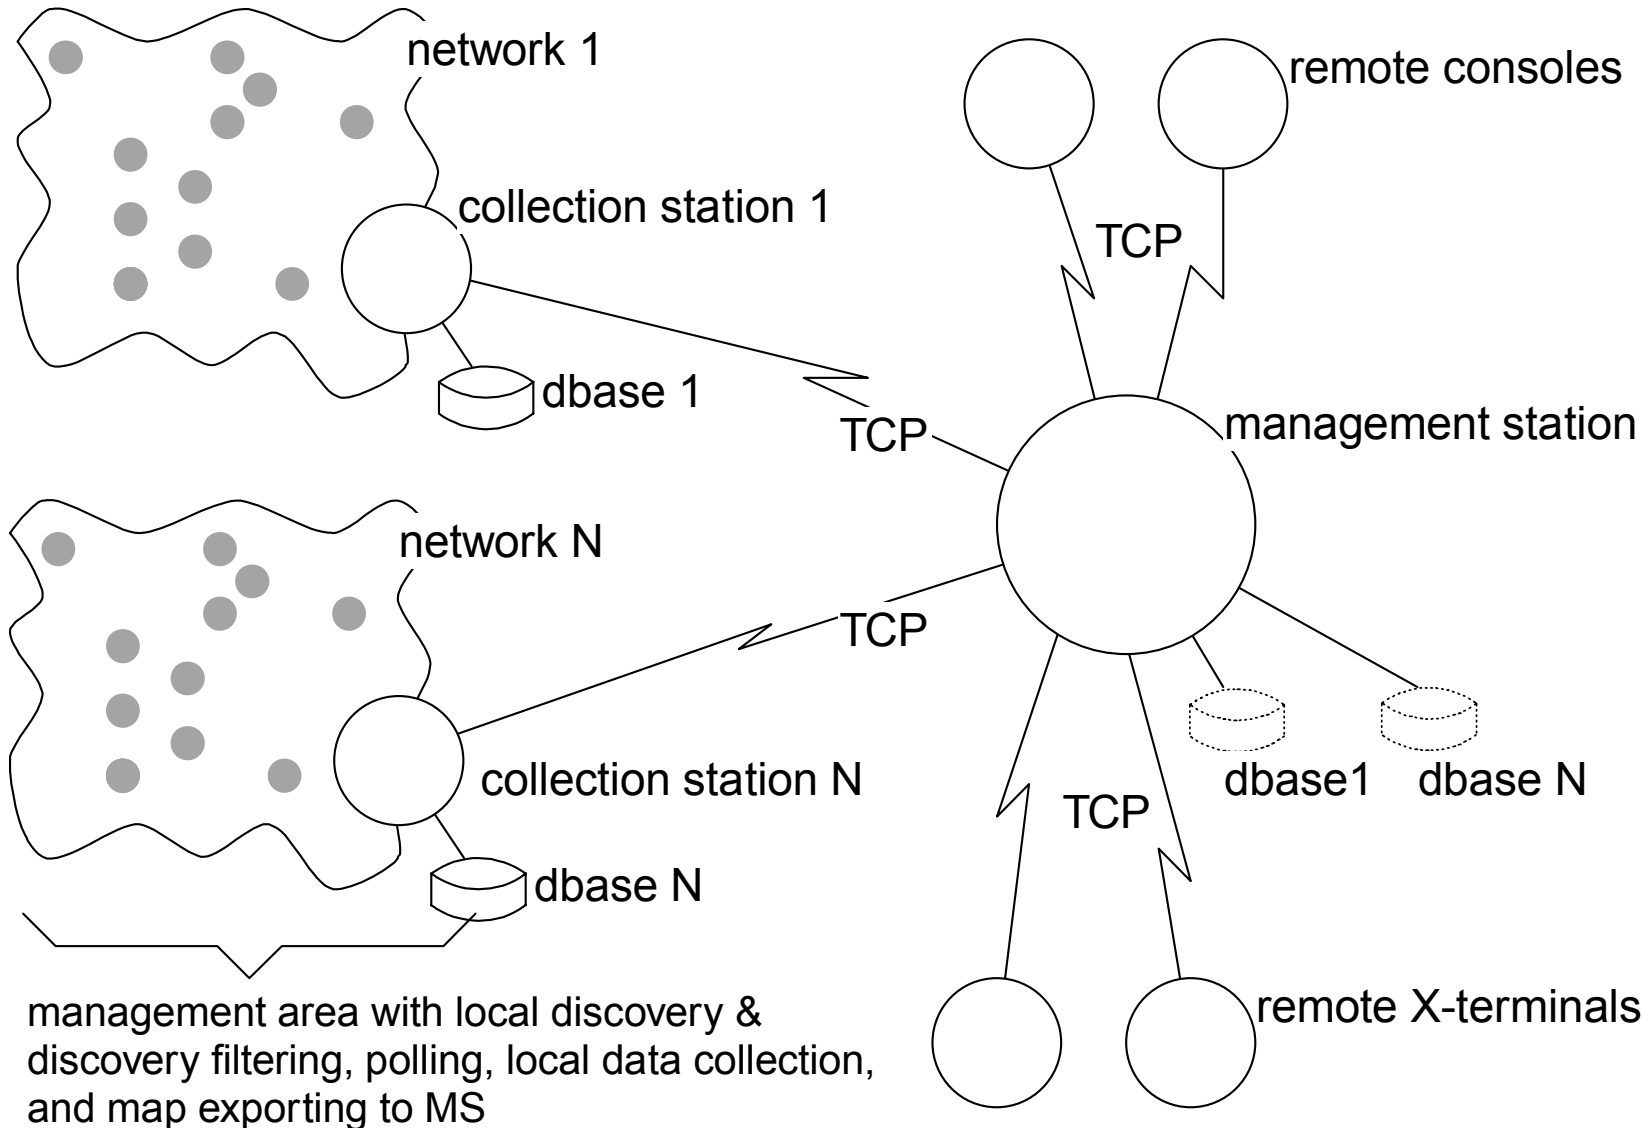 network 1
remote consoles
collection station 1
TCP
dbase 1
management station
TCP
network N
TCP
collection station N
dbase1
dbase N
TCP
dbase N
remote X-terminals
management area with local discovery &
discovery filtering, polling, local data collection,
and map exporting to MS